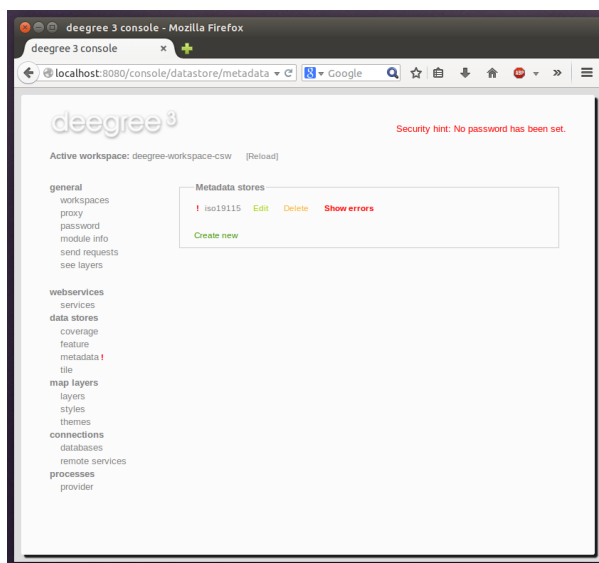 deegree 3 console - Mozilla Firefox
deegree 3 console
localhost:8080/console/datastore/metadata
Google
deegree 3
Security hint: No password has been set.
Active workspace: deegree-workspace-csw [Reload]
general
workspaces
proxy
password
module info
send requests
see layers
webservices
services
data stores
coverage
feature
metadata !
tile
map layers
layers
styles
themes
connections
databases
remote services
processes
provider
Metadata stores
! iso19115 Edit Delete Show errors
Create new